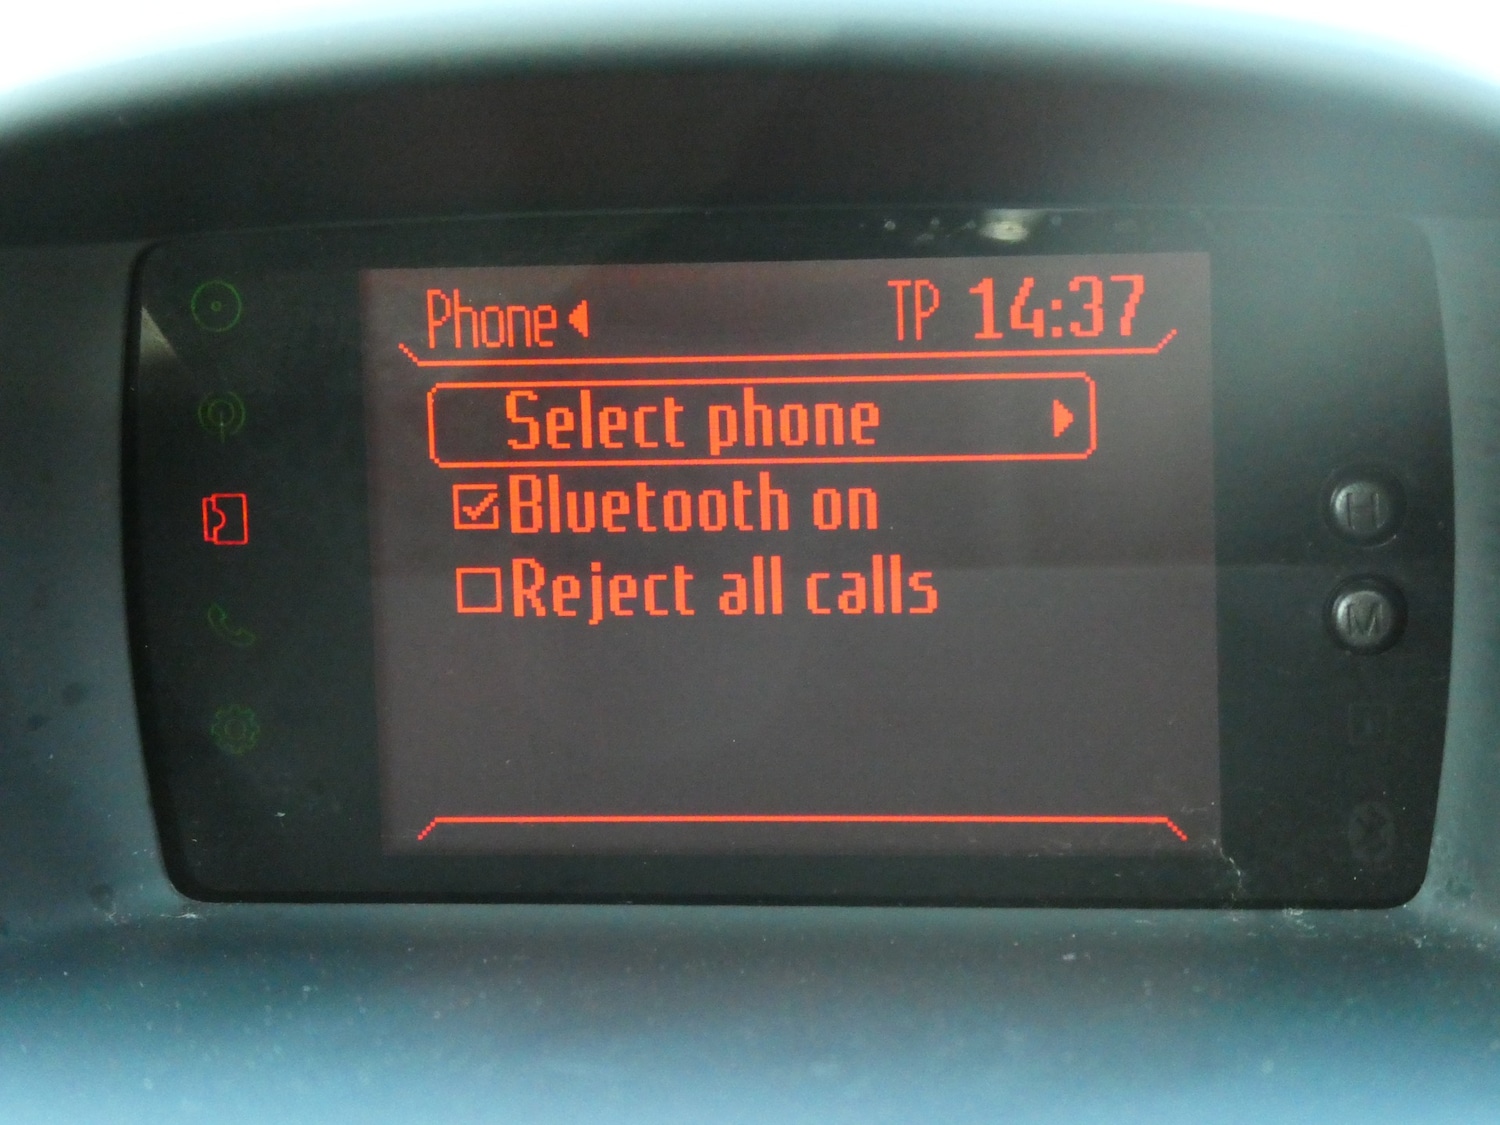 Phone TP 14:37
Select phone
Bluetooth on
Reject all calls
H
M